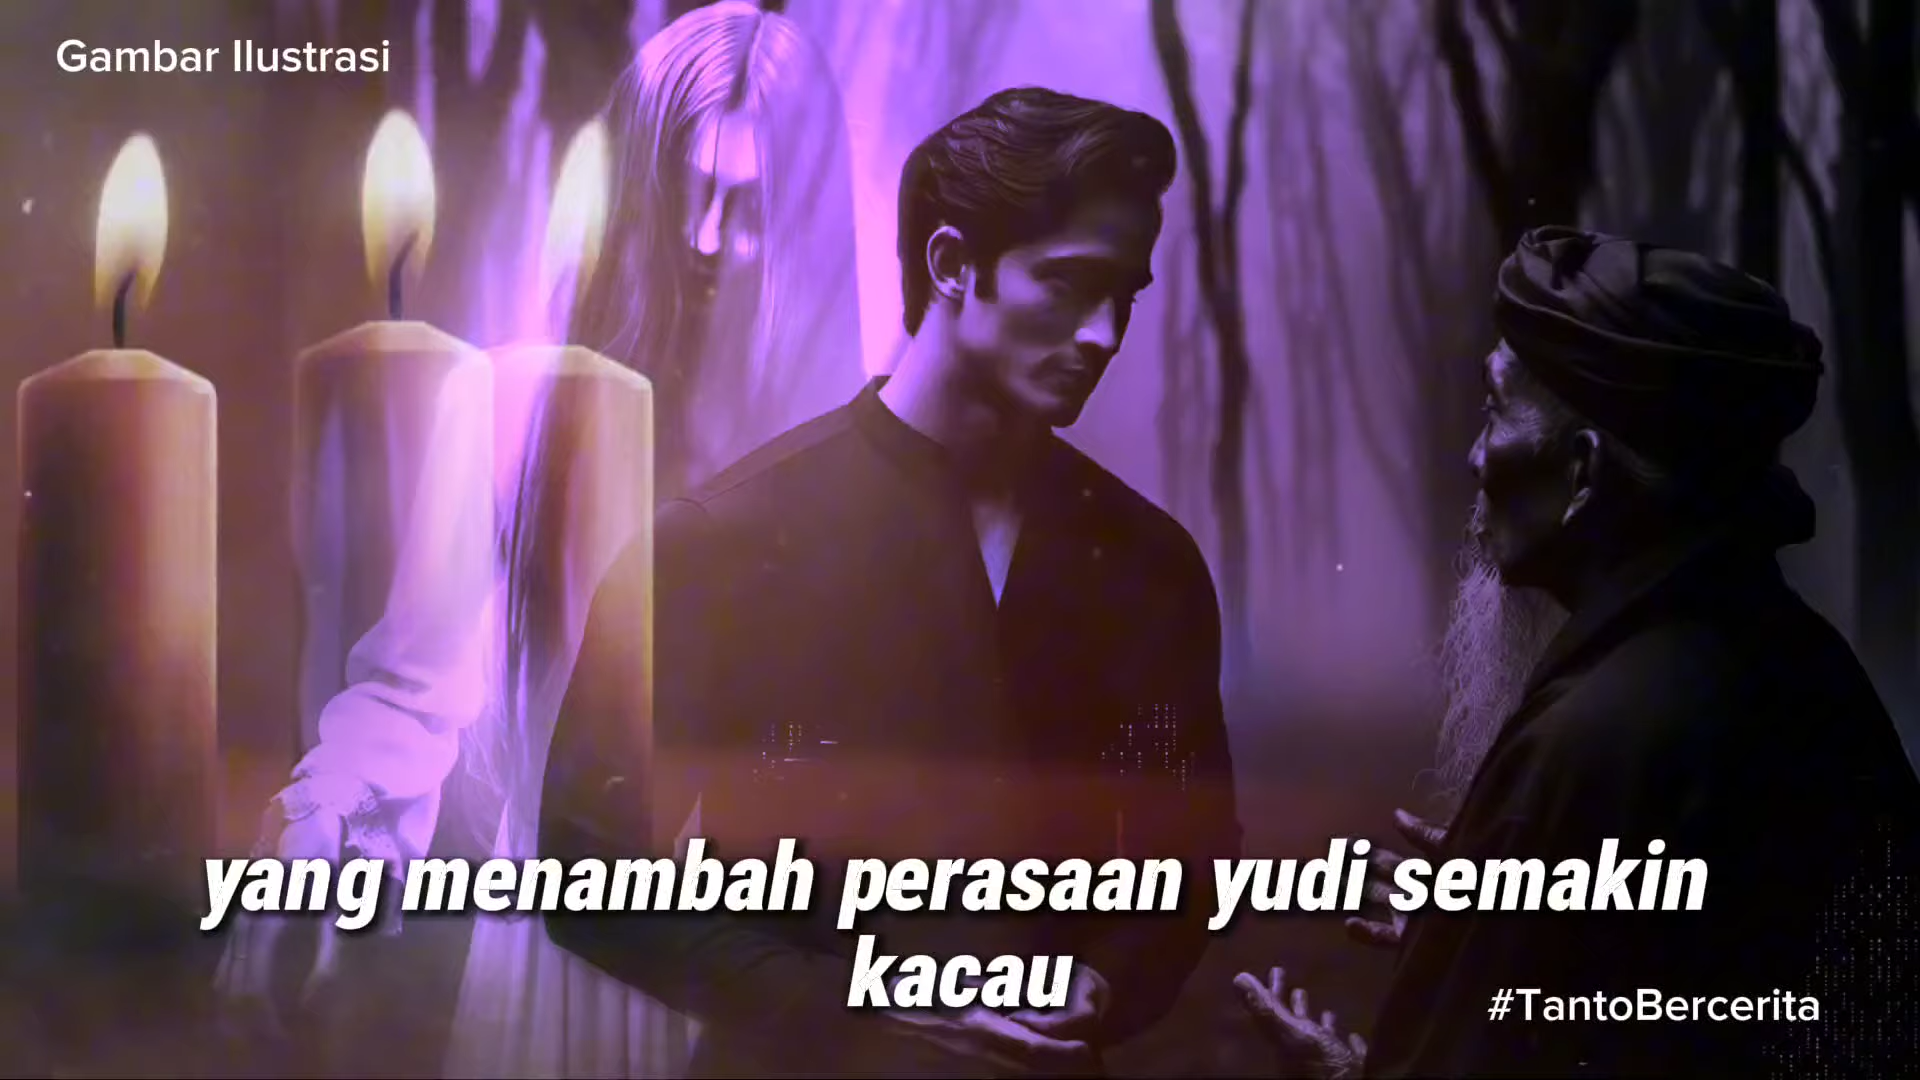 Gambar Ilustrasi
yang menambah perasaan yudi semakin
kacau
#TantoBercerita